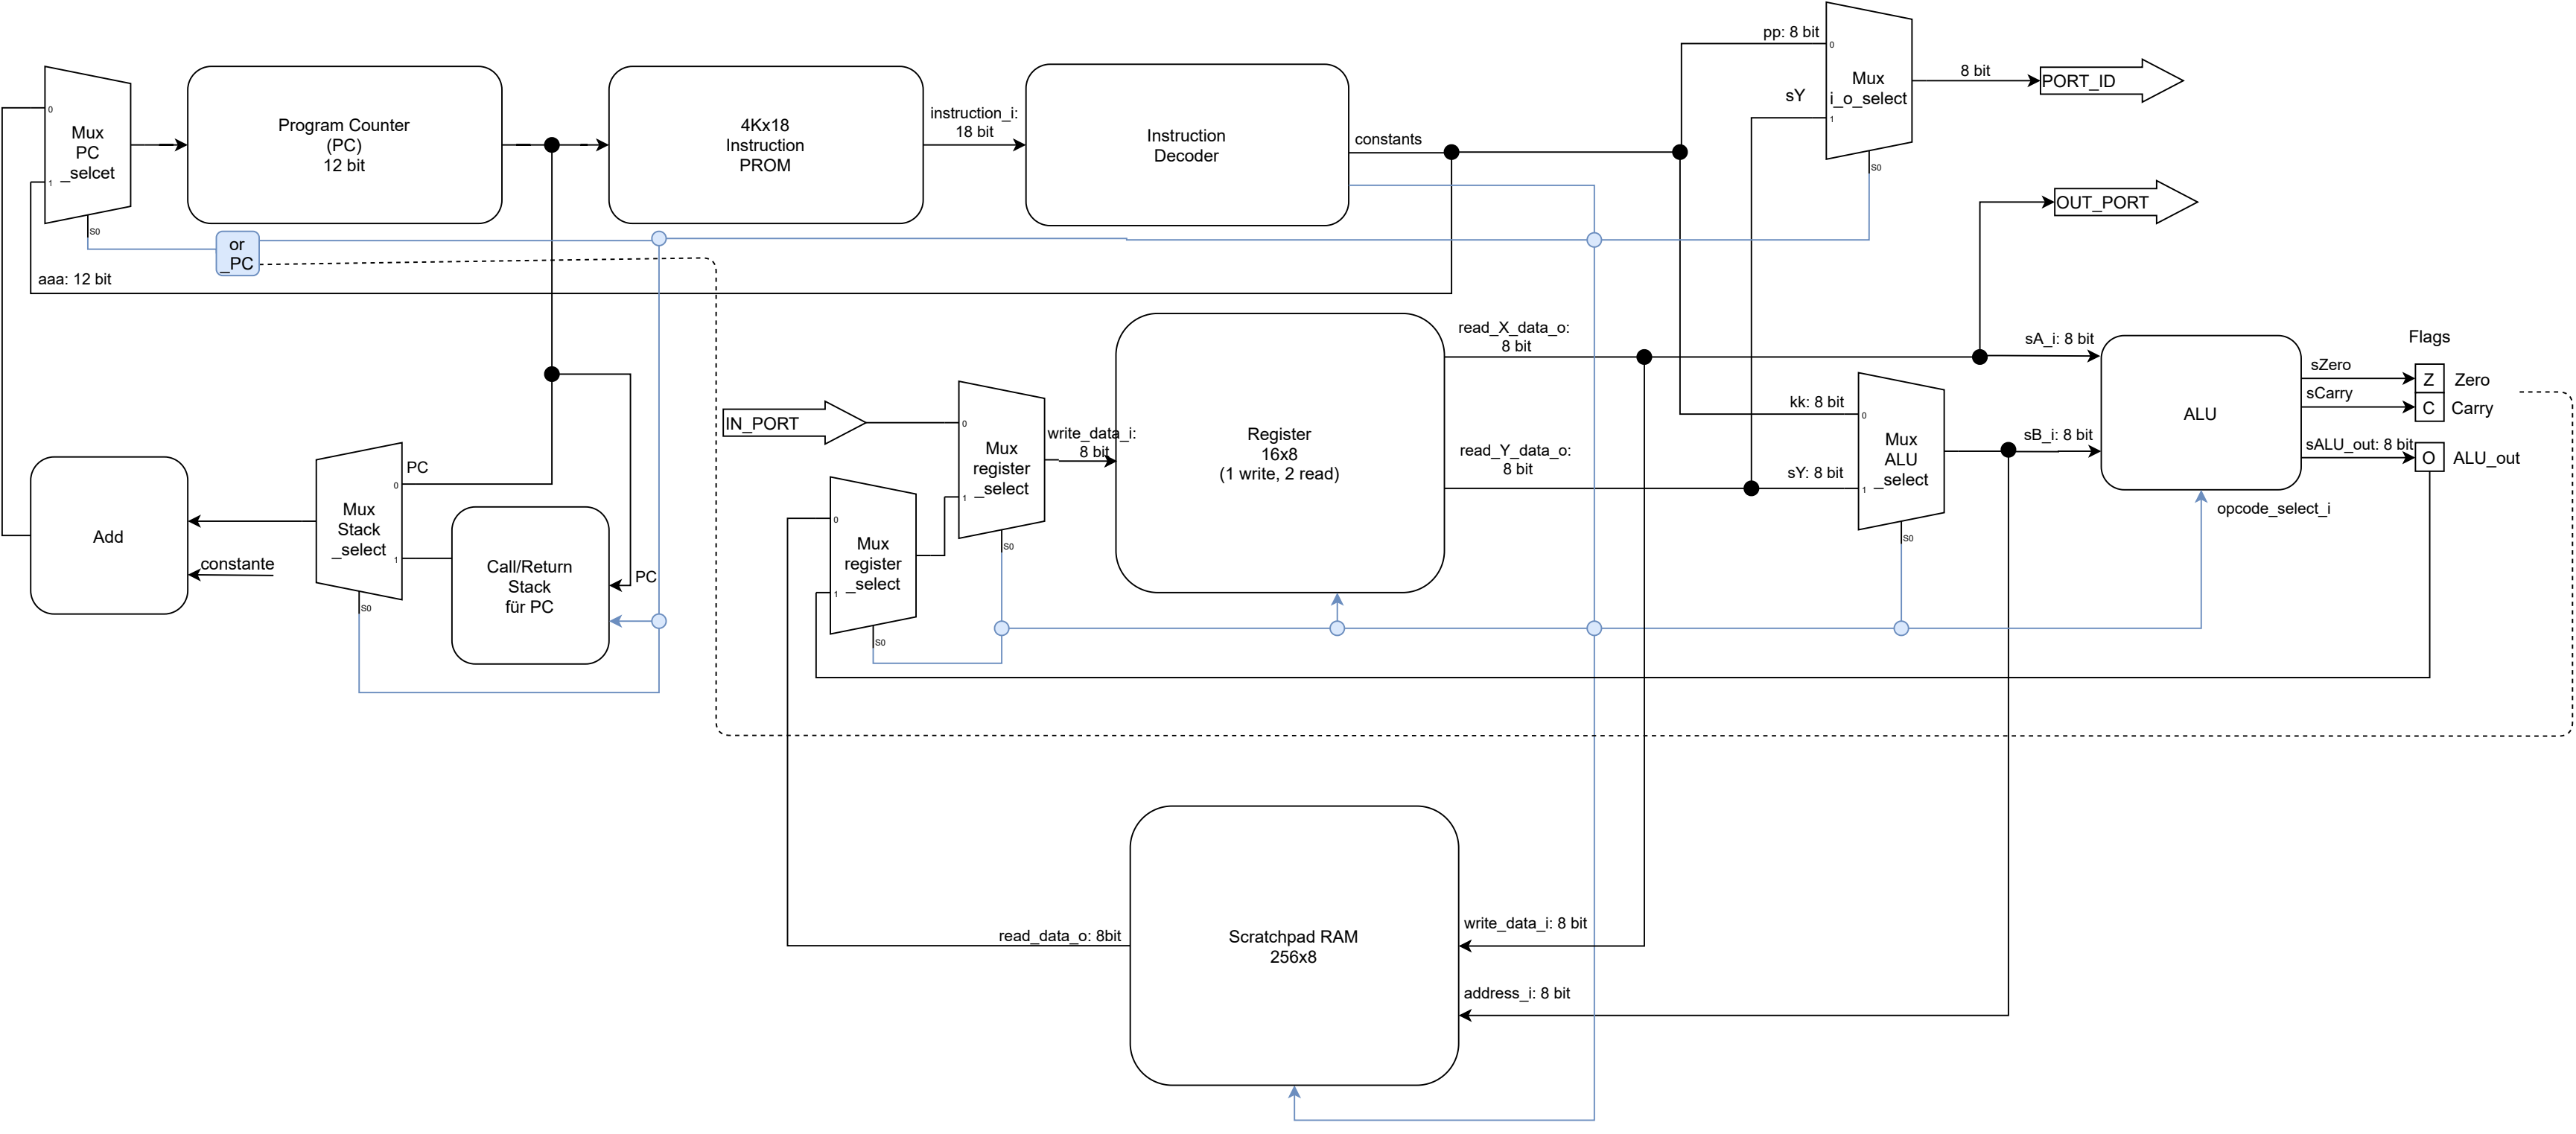 pp: 8 bit
0
Mux
i_o_select
sY
1
S0
8 bit
PORT_ID
0
Mux
PC
_selcet
1
S0
Program Counter
(PC)
12 bit
4Kx18
Instruction
PROM
instruction_i:
18 bit
Instruction
Decoder
constants
OUT_PORT
or
_PC
aaa: 12 bit
read_X_data_o:
8 bit
sA_i: 8 bit
Flags
sZero
Z
Zero
sCarry
C
Carry
ALU
sALU_out: 8 bit
O
ALU_out
opcode_select_i
IN_PORT
0
Mux
register
_select
1
S0
write_data_i:
8 bit
Register
16x8
(1 write, 2 read)
read_Y_data_o:
8 bit
kk: 8 bit
0
Mux
ALU
_select
sY: 8 bit
1
S0
sB_i: 8 bit
PC
0
Mux
Stack
_select
1
S0
Add
constante
Call/Return
Stack
für PC
PC
0
Mux
register
_select
1
S0
read_data_o: 8bit
Scratchpad RAM
256x8
write_data_i: 8 bit
address_i: 8 bit